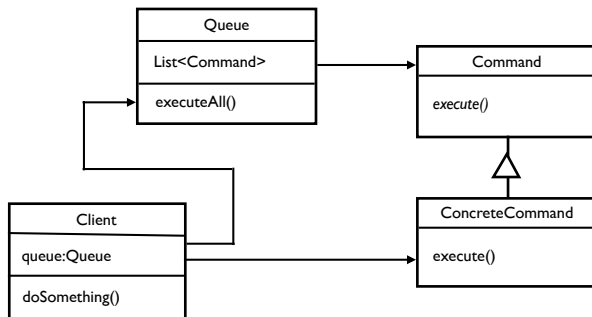 Queue
List<Command>
executeAll()
Command
execute()
Client
queue:Queue
doSomething()
ConcreteCommand
execute()